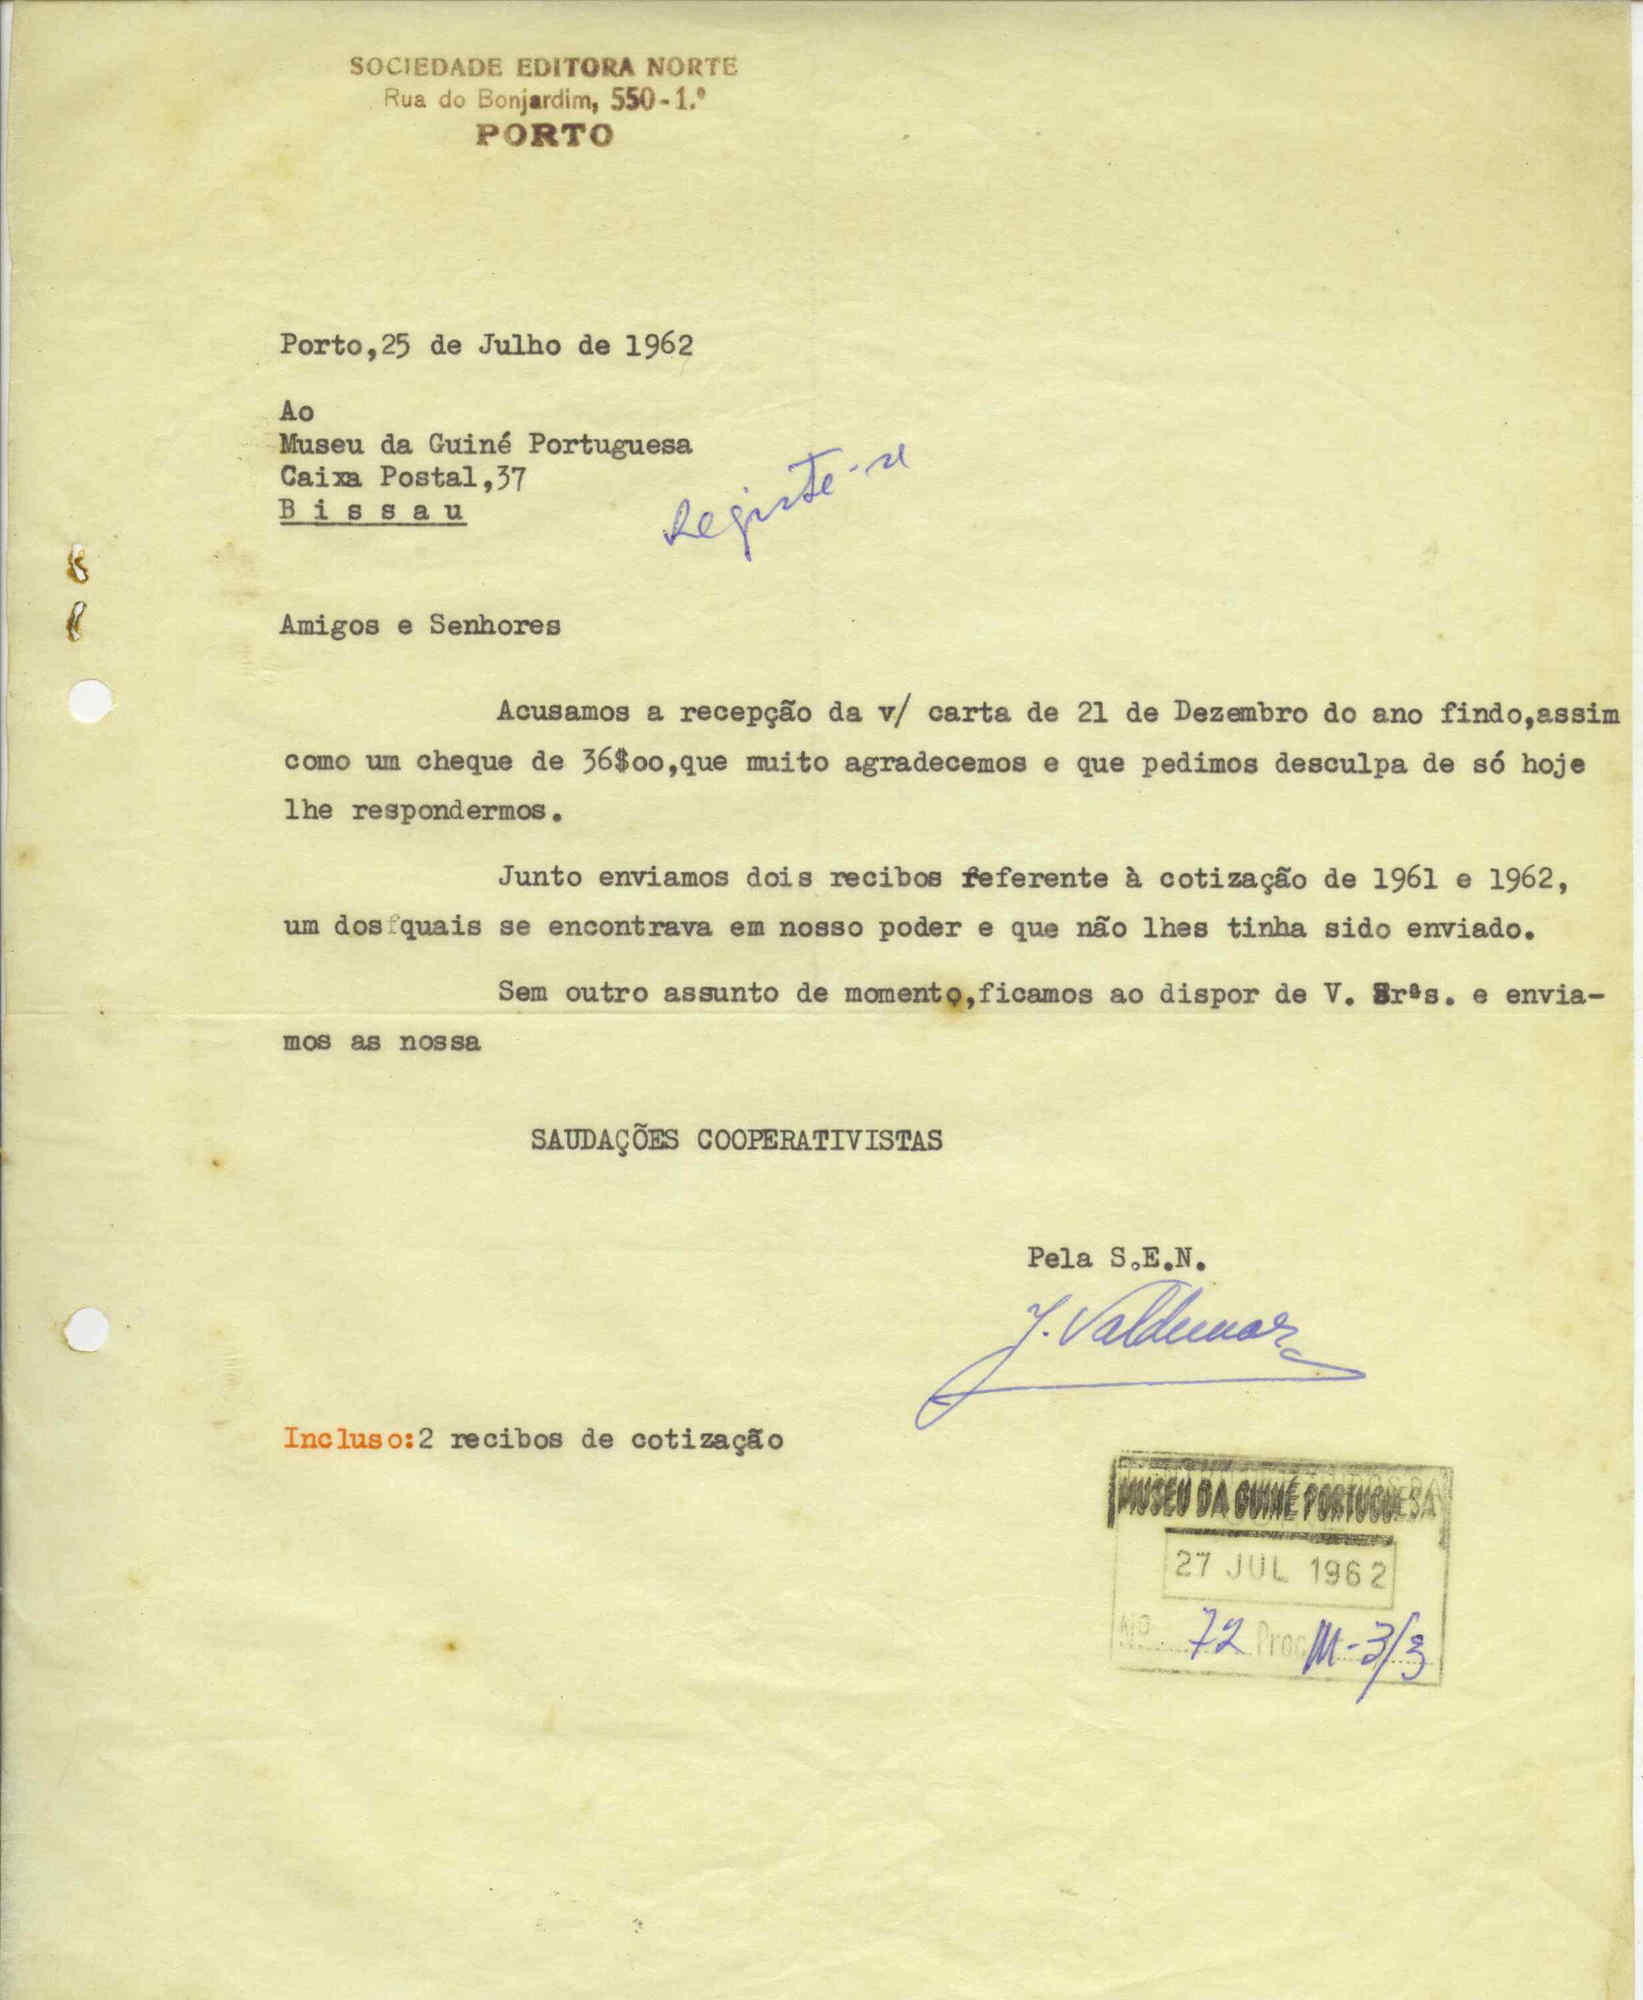 SOCIEDADE EDITORA NORTE
Rua do Bonjardim, 550-1.º
PORTO
Porto,25 de Julho de 1962
Ao
Museu da Guiné Portuguesa
Caixa Postal,37
B i s s a u
Registe-se
Amigos e Senhores
Acusamos a recepção da v/ carta de 21 de Dezembro do ano findo,assim
como um cheque de 36$oo,que muito agradecemos e que pedimos desculpa de só hoje
lhe respondermos.
Junto enviamos dois recibos referente à cotização de 1961 e 1962,
um dos quais se encontrava em nosso poder e que não lhes tinha sido enviado.
Sem outro assunto de momento,ficamos ao dispor de V. Srªs. e envia-
mos as nossa
SAUDAÇÕES COOPERATIVISTAS
Pela S.E.N.
J. Valdemar
Incluso:2 recibos de cotização
MUSEU DA GUINÉ PORTUGUESA
27 JUL 1962
Nº 72 Proc M-3/3